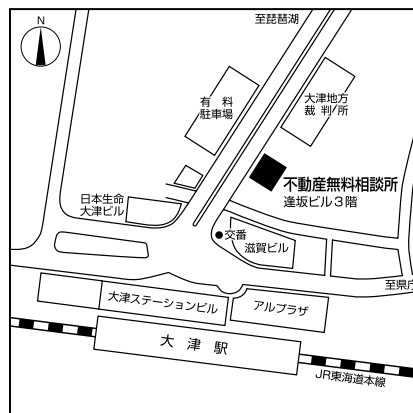 N
至琵琶湖
有 料
駐車場
大津地方
裁 判 所
不動産無料相談所
逢坂ビル3階
日本生命
大津ビル
交番
滋賀ビル
至県庁
大津ステーションビル
アルプラザ
大 津 駅
JR東海道本線